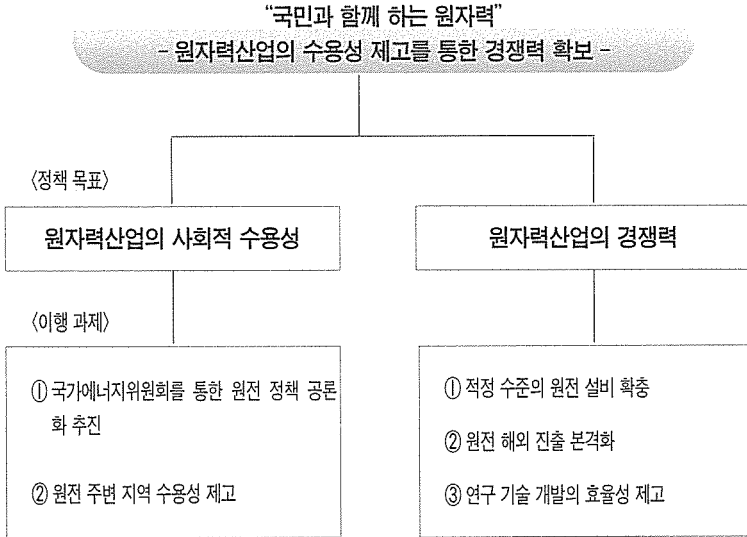 “국민과 함께 하는 원자력”
- 원자력산업의 수용성 제고를 통한 경쟁력 확보 -
〈정책 목표〉
원자력산업의 사회적 수용성
원자력산업의 경쟁력
〈이행 과제〉
① 국가에너지위원회를 통한 원전 정책 공론
화 추진
② 원전 주변 지역 수용성 제고
① 적정 수준의 원전 설비 확충
② 원전 해외 진출 본격화
③ 연구 기술 개발의 효율성 제고